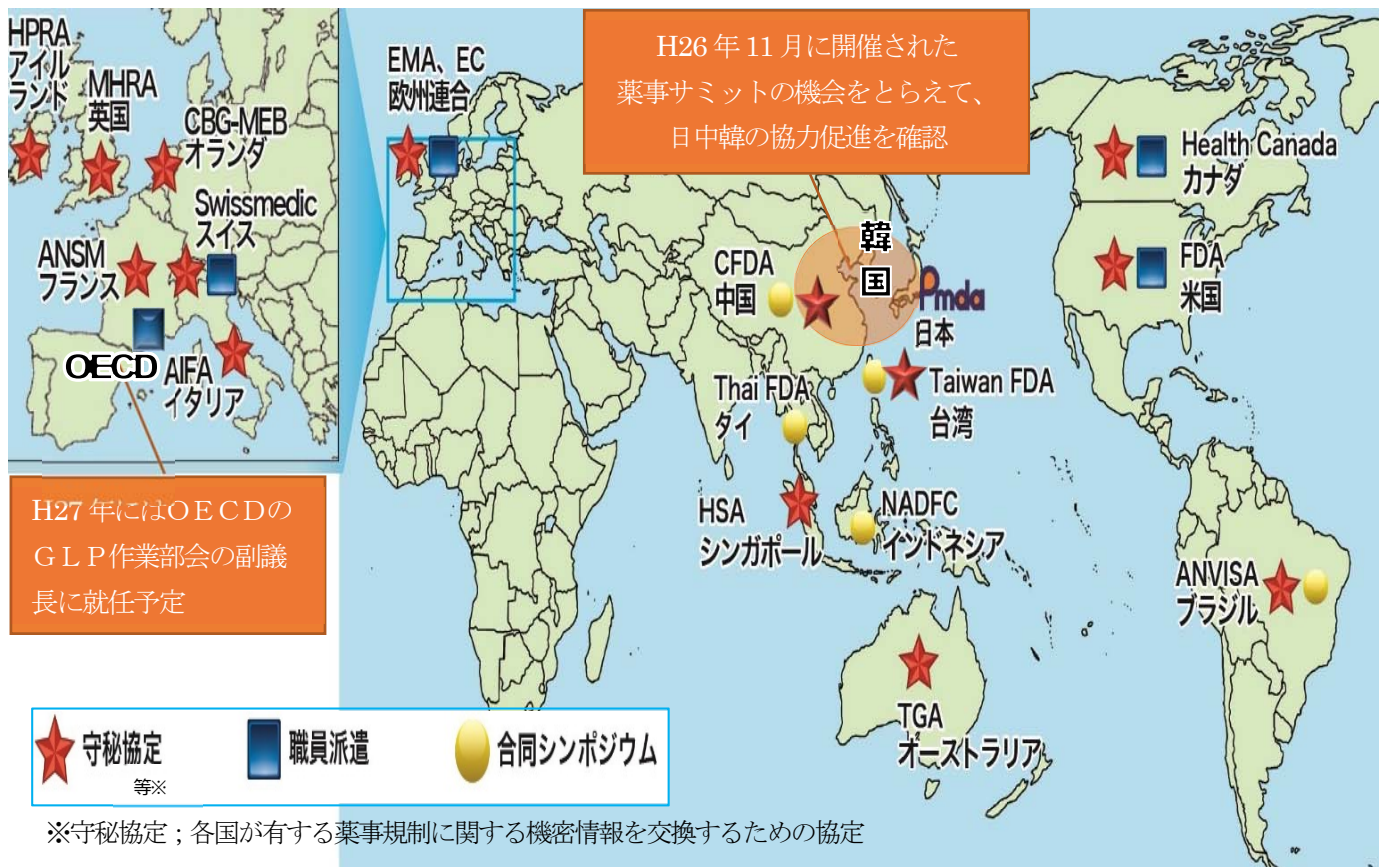 HPRA
アイル
ランド
MHRA
英国
CBG-MEB
オランダ
Swissmedic
スイス
ANSM
フランス
OECD
AIFA
イタリア
H27 年にはＯＥＣＤの
ＧＬＰ作業部会の副議
長に就任予定
EMA、EC
欧州連合
H26 年 11 月に開催された
薬事サミットの機会をとらえて、
日中韓の協力促進を確認
韓
国
CFDA
中国
Pmda
日本
Thai FDA
タイ
Taiwan FDA
台湾
HSA
シンガポール
NADFC
インドネシア
TGA
オーストラリア
Health Canada
カナダ
FDA
米国
ANVISA
ブラジル
守秘協定
等※
職員派遣
合同シンポジウム
※守秘協定；各国が有する薬事規制に関する機密情報を交換するための協定